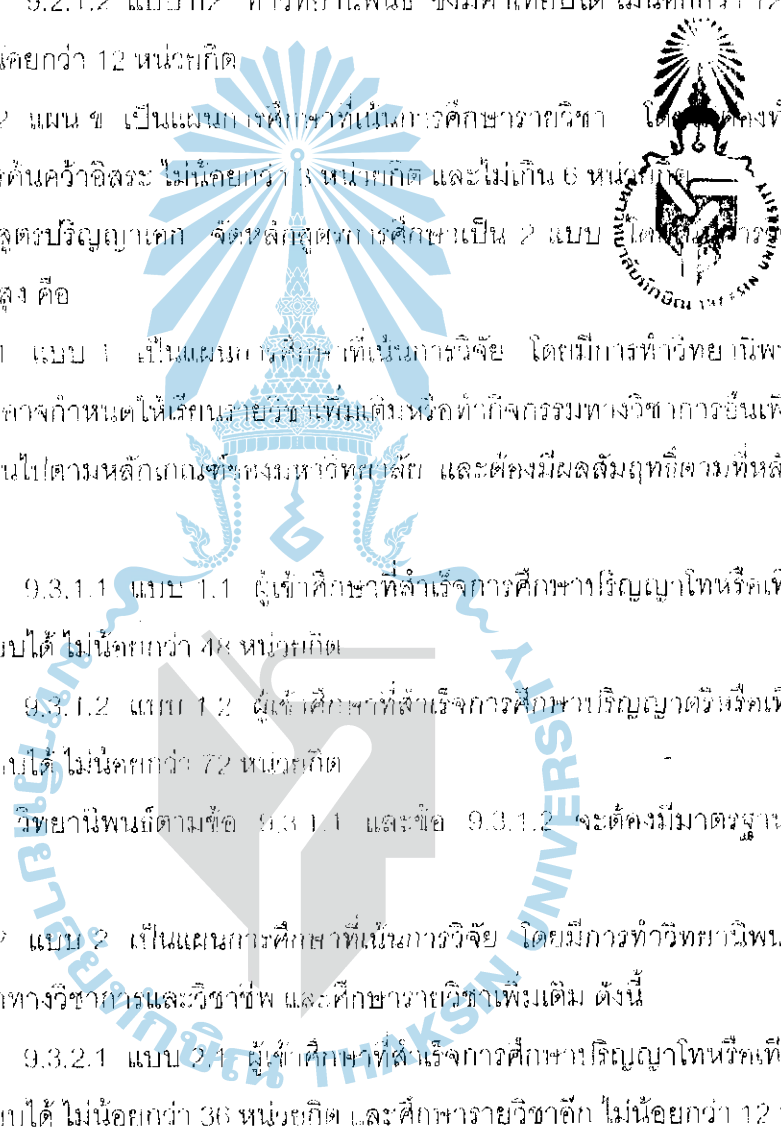 9.2.1.2 แบบ ก2 ทำวิทยานิพนธ์ ซึ่งมีค่าเทียบได้ ไม่น้อยกว่า 12
น้อยกว่า 12 หน่วยกิต
2 แผน ข เป็นแผนการศึกษาที่เน้นการศึกษารายวิชา
รค้นคว้าอิสระ ไม่น้อยกว่า 3 หน่วยกิต และไม่เกิน 6 หน่วยกิต
สูตรปริญญาเอก จัดหลักสูตรการศึกษาเป็น 2 แบบ
สูง คือ
1 แบบ 1 เป็นแผนการศึกษาที่เน้นการวิจัย โดยมีการทำวิทยานิพ
อาจกำหนดให้เรียนรายวิชาเพิ่มเติมหรือทำกิจกรรมทางวิชาการอื่นเพิ
นไปตามหลักเกณฑ์ของมหาวิทยาลัย และต้องมีผลสัมฤทธิ์ตามที่หลั
9.3.1.1 แบบ 1.1 ผู้เข้าศึกษาที่สำเร็จการศึกษาปริญญาโทหรือเที
ยบได้ ไม่น้อยกว่า 48 หน่วยกิต
9.3.1.2 แบบ 1.2 ผู้เข้าศึกษาที่สำเร็จการศึกษาปริญญาตรีหรือเที
ยบได้ ไม่น้อยกว่า 72 หน่วยกิต
วิทยานิพนธ์ตามข้อ 9.3.1.1 และข้อ 9.3.1.2 จะต้องมีมาตรฐาน
2 แบบ 2 เป็นแผนการศึกษาที่เน้นการวิจัย โดยมีการทำวิทยานิพน
าทางวิชาการและวิชาชีพ และศึกษารายวิชาเพิ่มเติม ดังนี้
9.3.2.1 แบบ 2.1 ผู้เข้าศึกษาที่สำเร็จการศึกษาปริญญาโทหรือเที
ยบได้ ไม่น้อยกว่า 36 หน่วยกิต และศึกษารายวิชาอีก ไม่น้อยกว่า 12
มหาวิทยาลัยทักษิณ THAKSIN UNIVERSITY